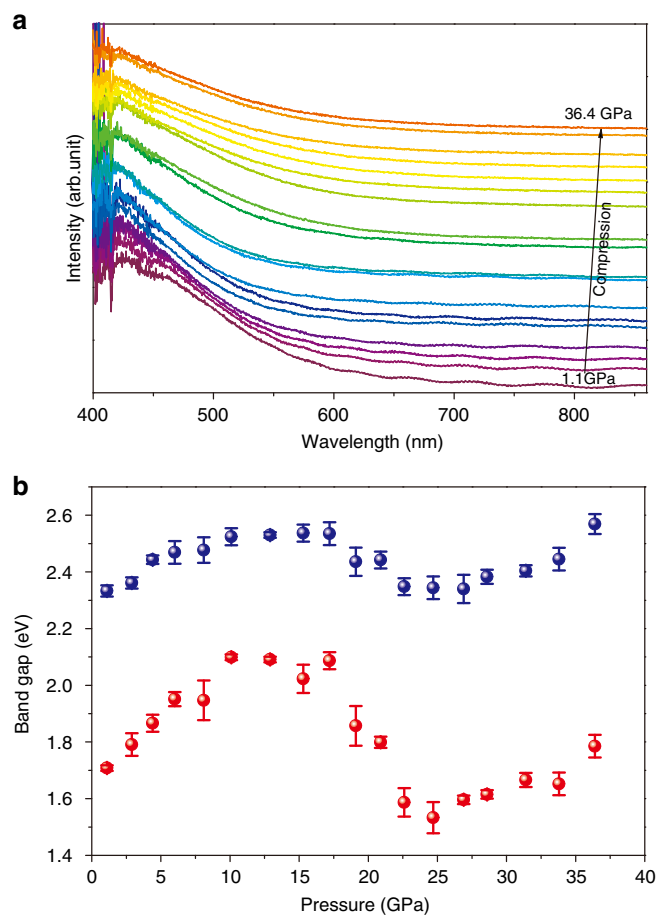 a
36.4 GPa
Intensity (arb.unit)
Compression
1.1GPa
400 500 600 700 800
Wavelength (nm)
b
2.6
2.4
2.2
2.0
1.8
1.6
1.4
Band gap (eV)
0 5 10 15 20 25 30 35 40
Pressure (GPa)